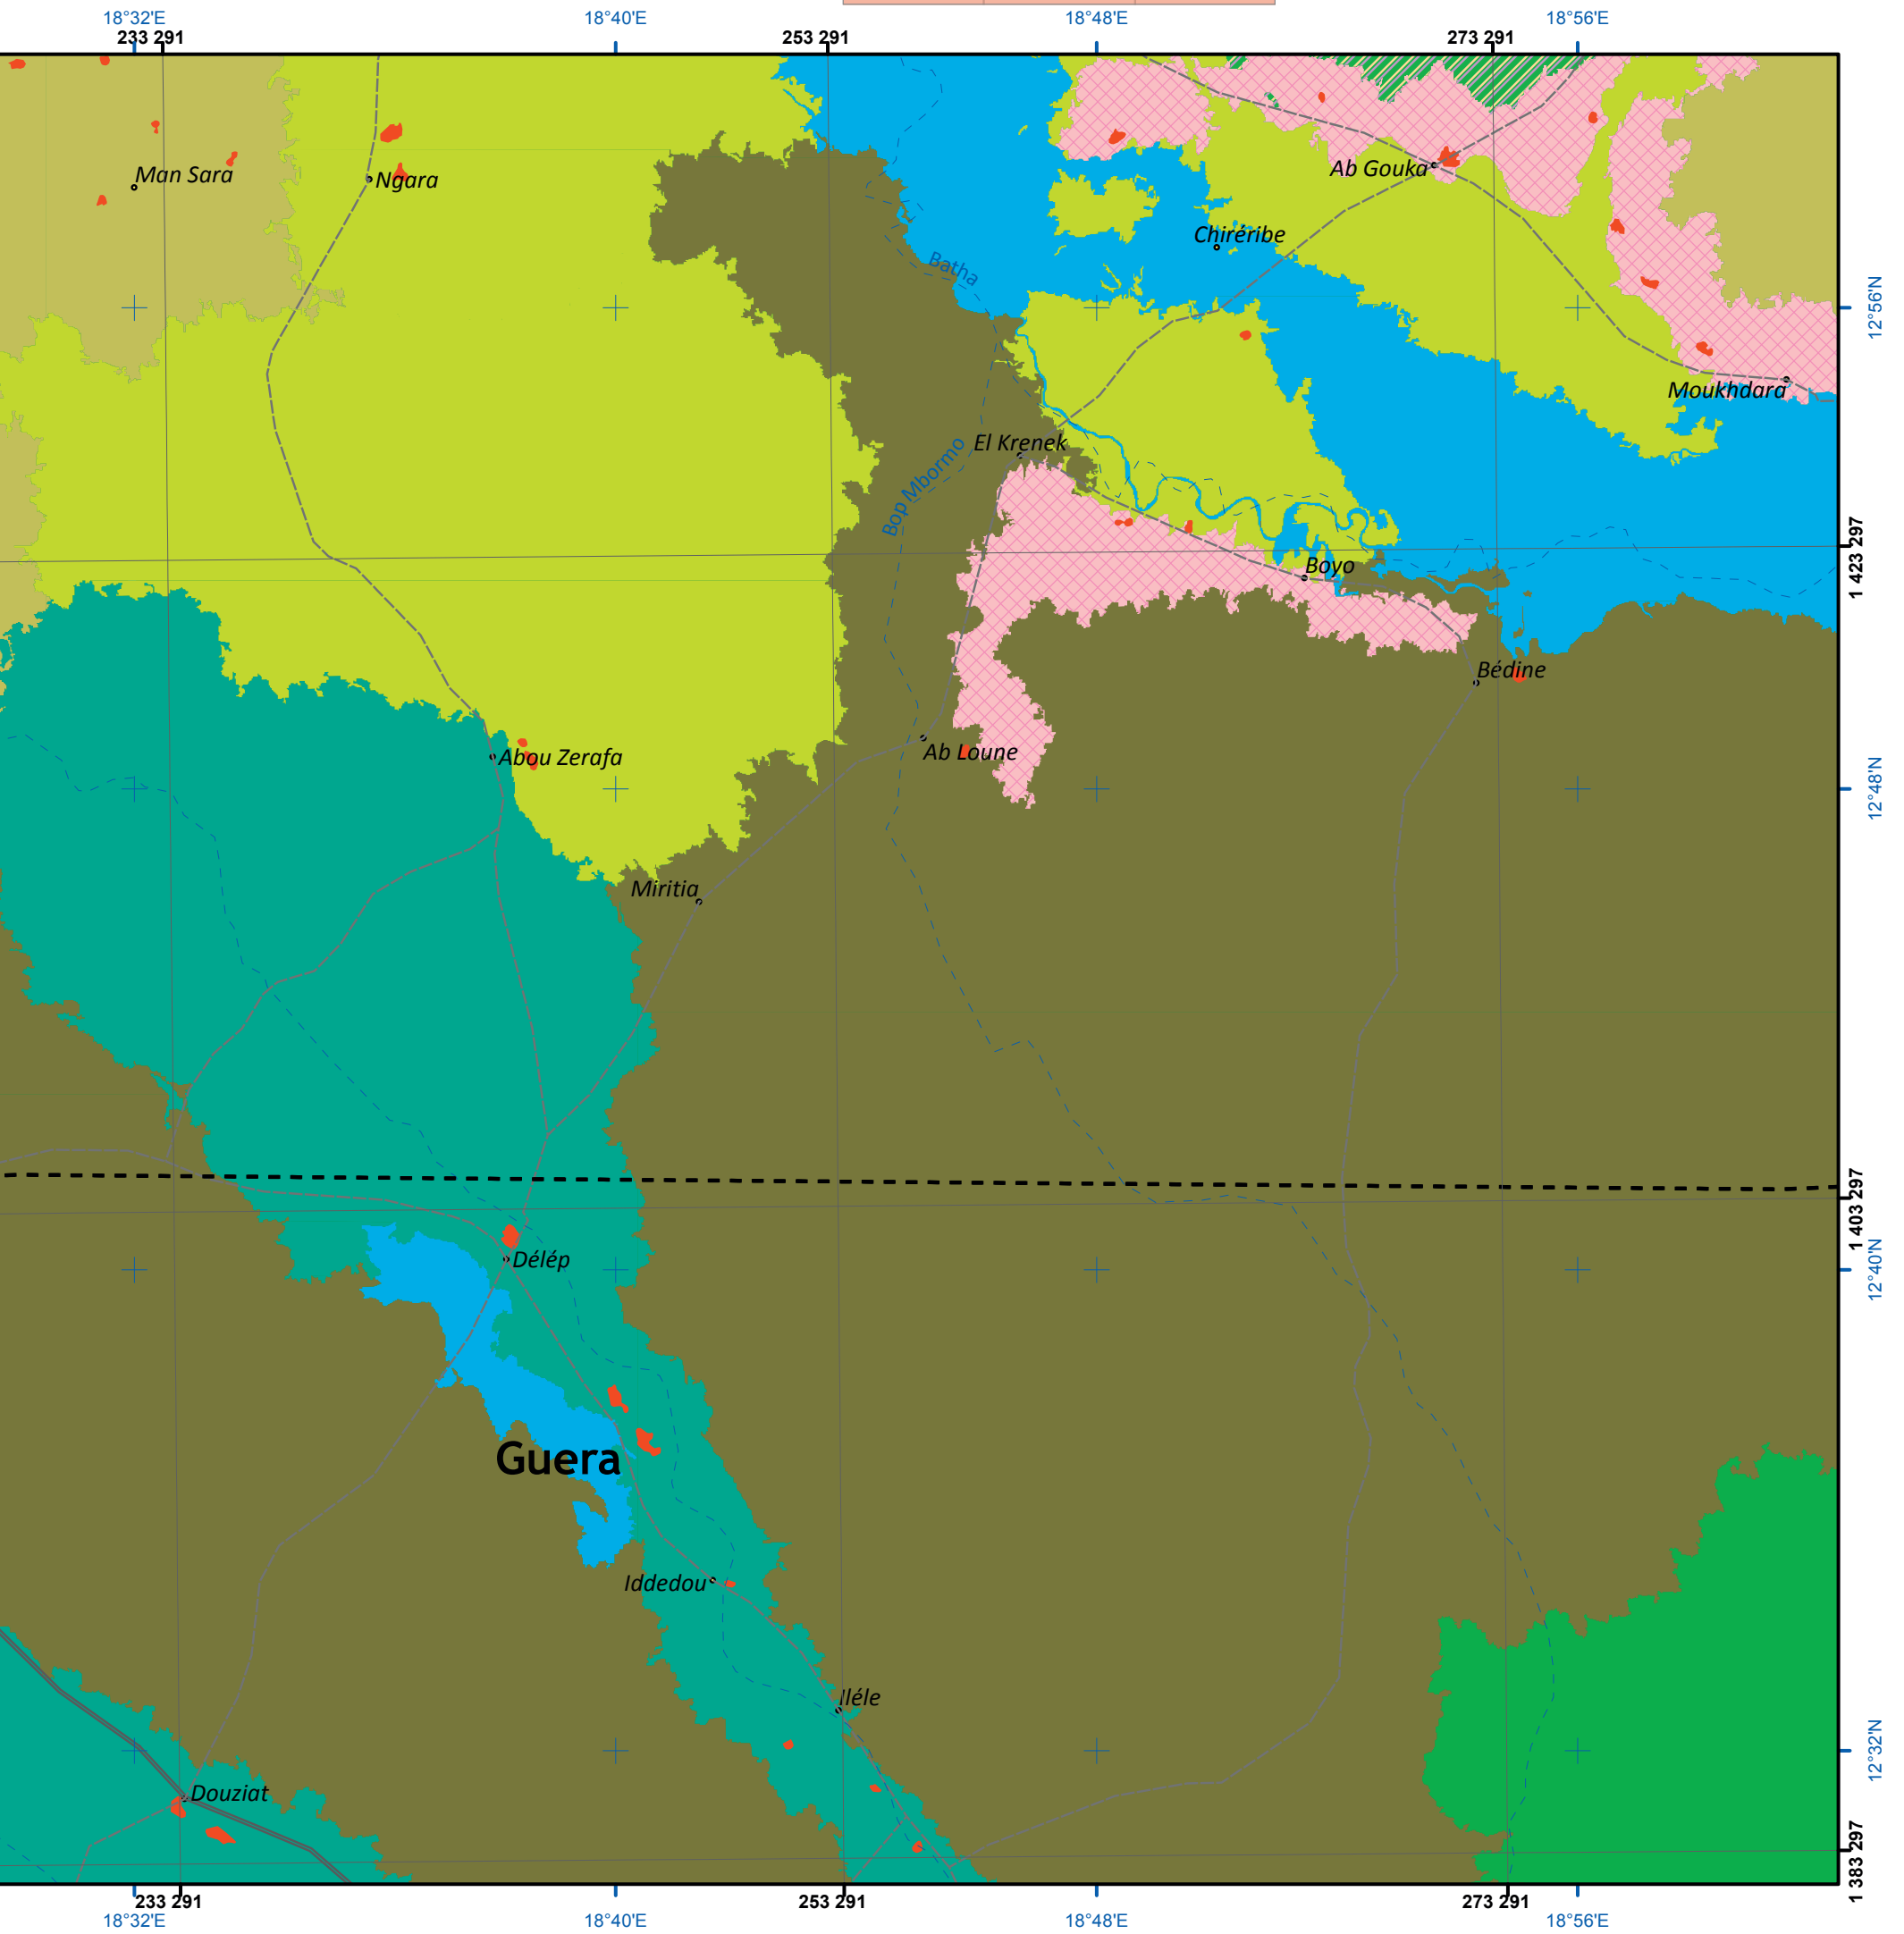 18°32'E 18°40'E 18°48'E 18°56'E
233 291 253 291 273 291
Man Sara
Ngara
Ab Gouka
Chiréribe
Batha
12°56'N
Moukhdara
El Krenek
Bop Mbormo
1 423 297
Boyo
Bédine
Abou Zerafa
Ab Loune
12°48'N
Miritia
1 403 297
Délép
12°40'N
Guera
Iddedou
Iléle
12°32'N
Douziat
1 383 297
233 291 253 291 273 291
18°32'E 18°40'E 18°48'E 18°56'E